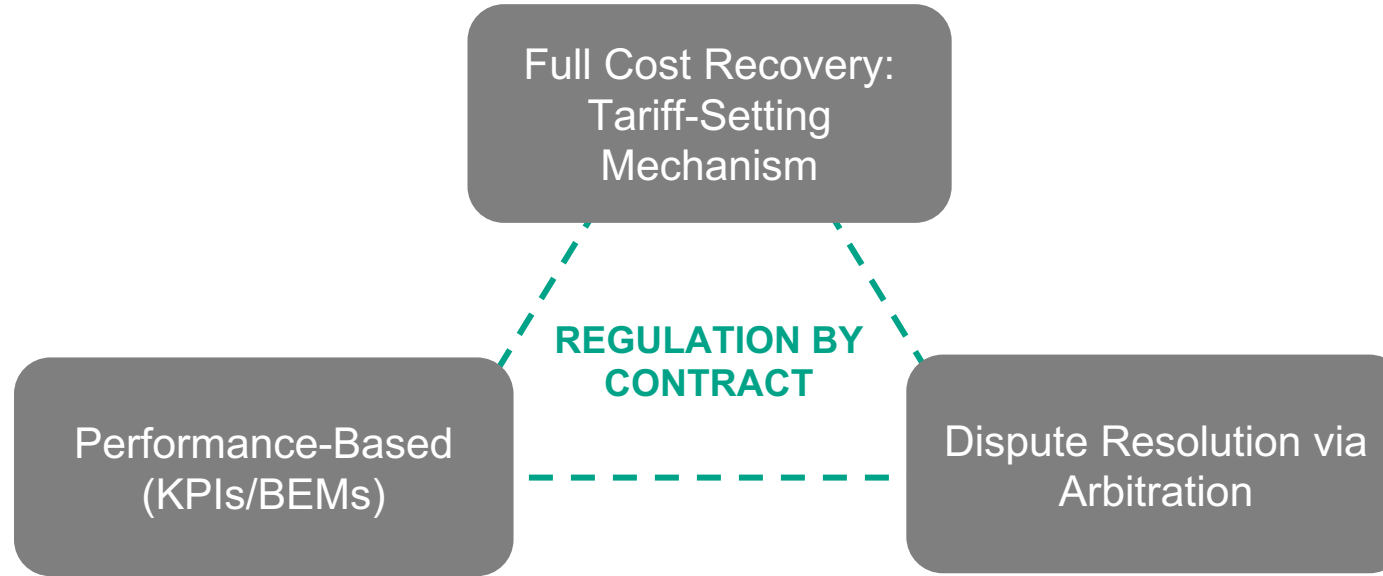 Full Cost Recovery:
Tariff-Setting
Mechanism
REGULATION BY
CONTRACT
Performance-Based
(KPIs/BEMs)
Dispute Resolution via
Arbitration